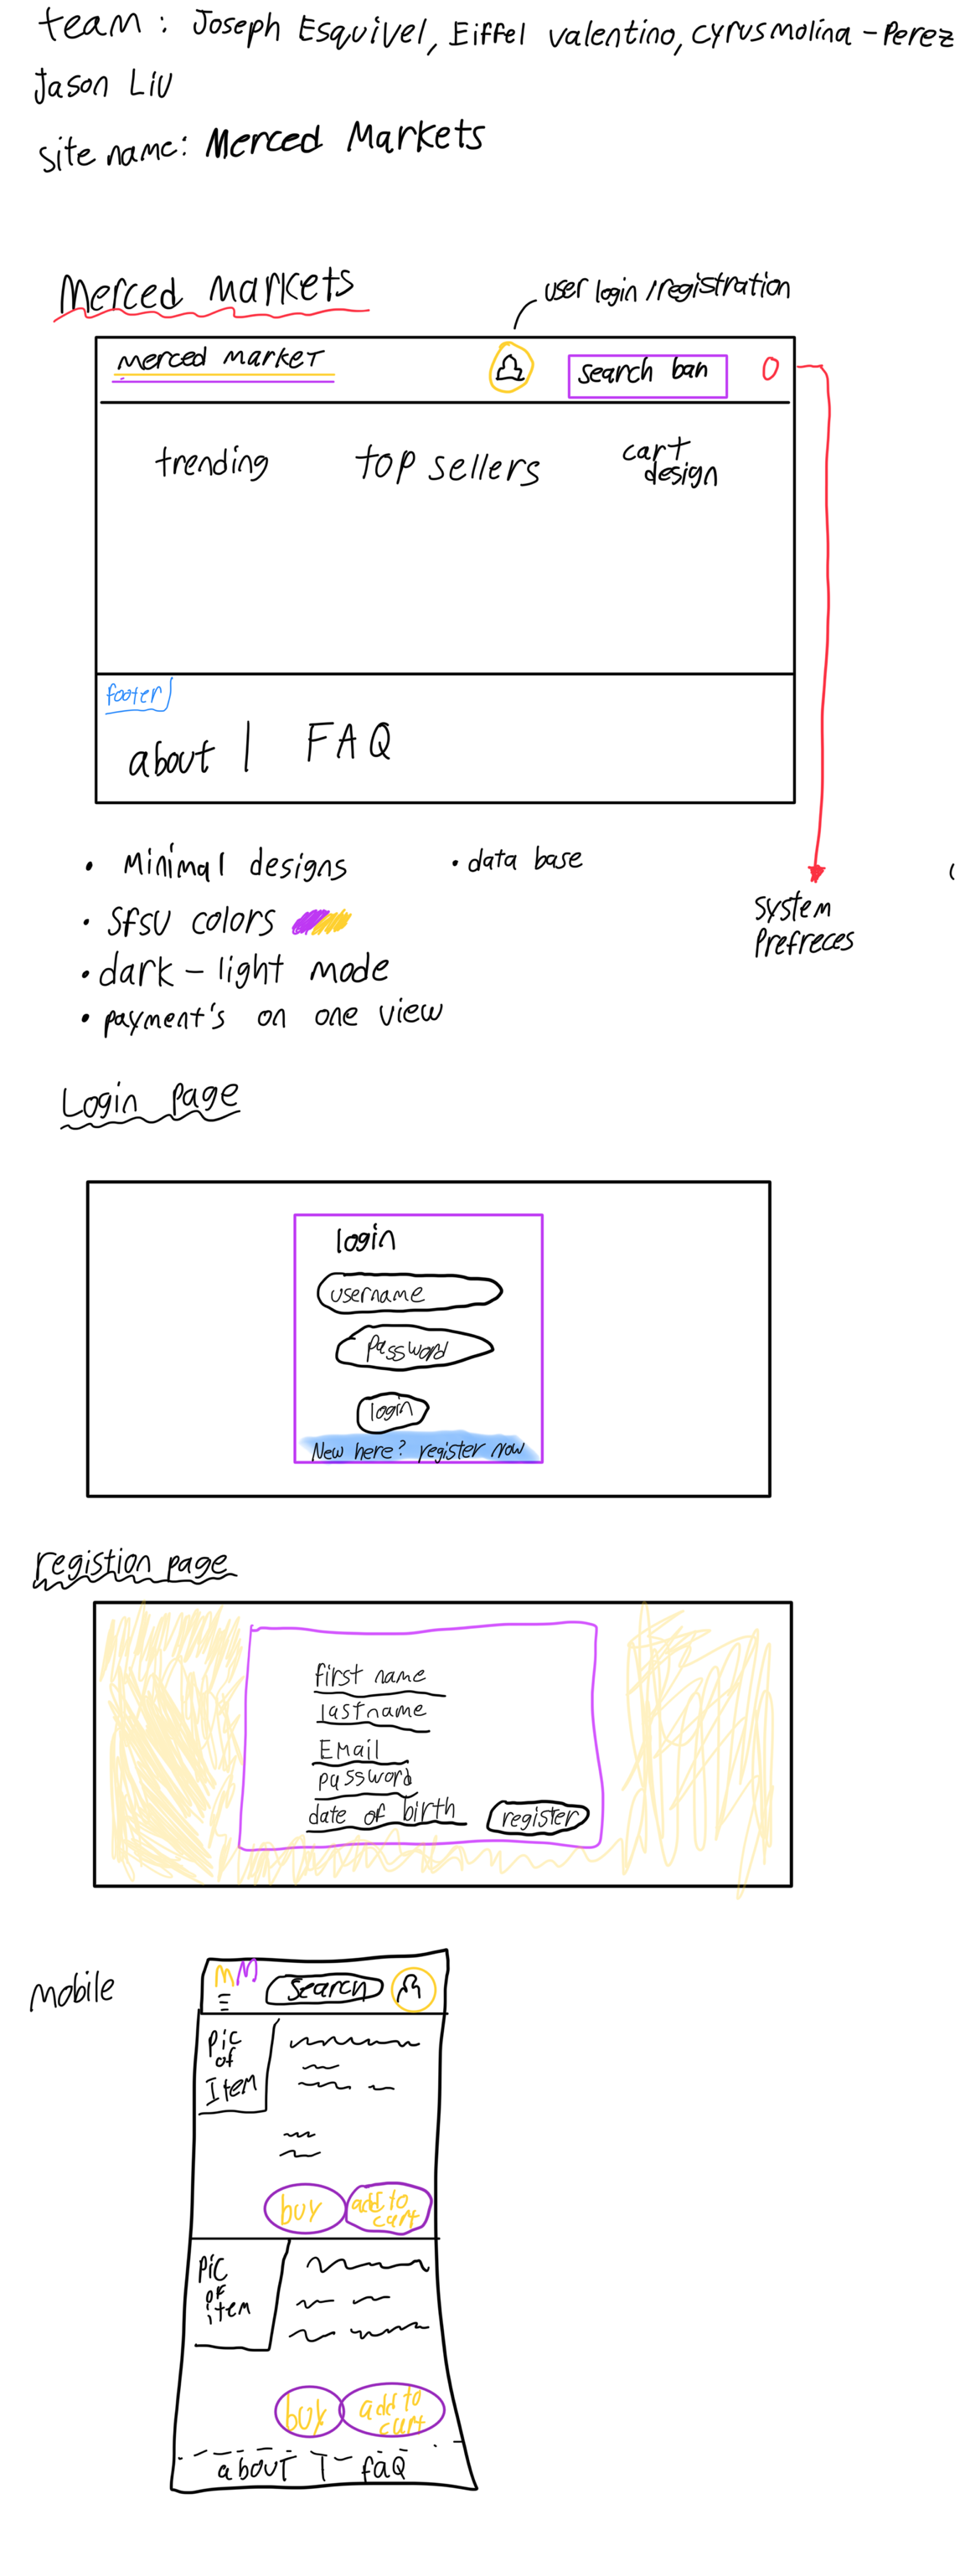 team: Joseph Esquivel, Eiffel valentino, cyrus molina-Perez
Jason Liu
site name: Merced Markets
Merced markets
user login /registration
merced market
search ban
trending
top sellers
cart
design
footer
about | FAQ
• Minimal designs
• data base
• Sfsu colors
• dark-light mode
• payment's on one view
system
Prefreces
Login page
login
username
password
login
New here? register now
registion page
first name
lastname
Email
password
date of birth
register
mobile
mM
search
Pic
of
Item
buy
add to
cart
Pic
of
item
buy
add to
cart
about | faQ